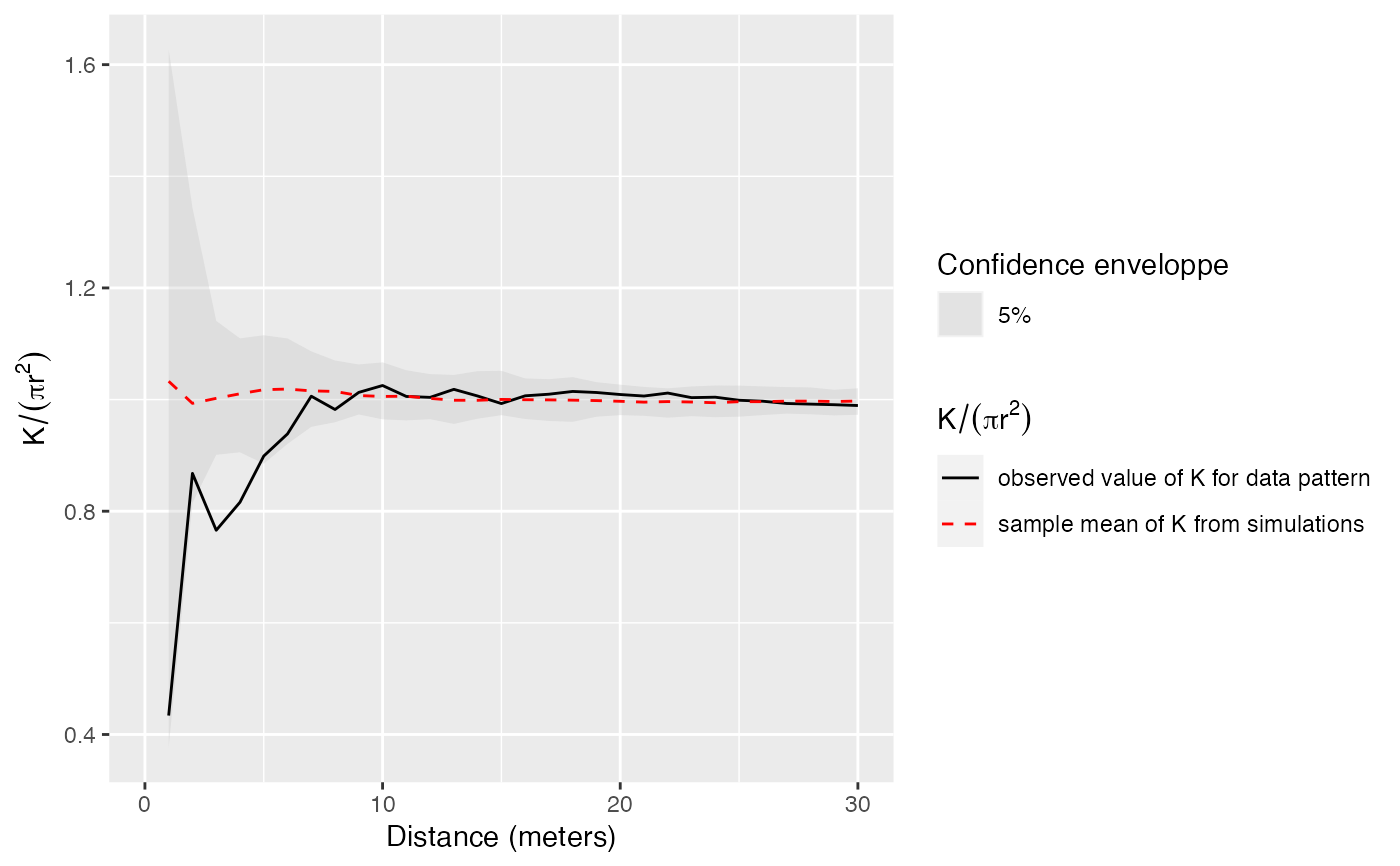 1.6
1.2
0.8
0.4
K/(πr²)
0
10
20
30
Distance (meters)
Confidence enveloppe
5%
K/(πr²)
observed value of K for data pattern
sample mean of K from simulations